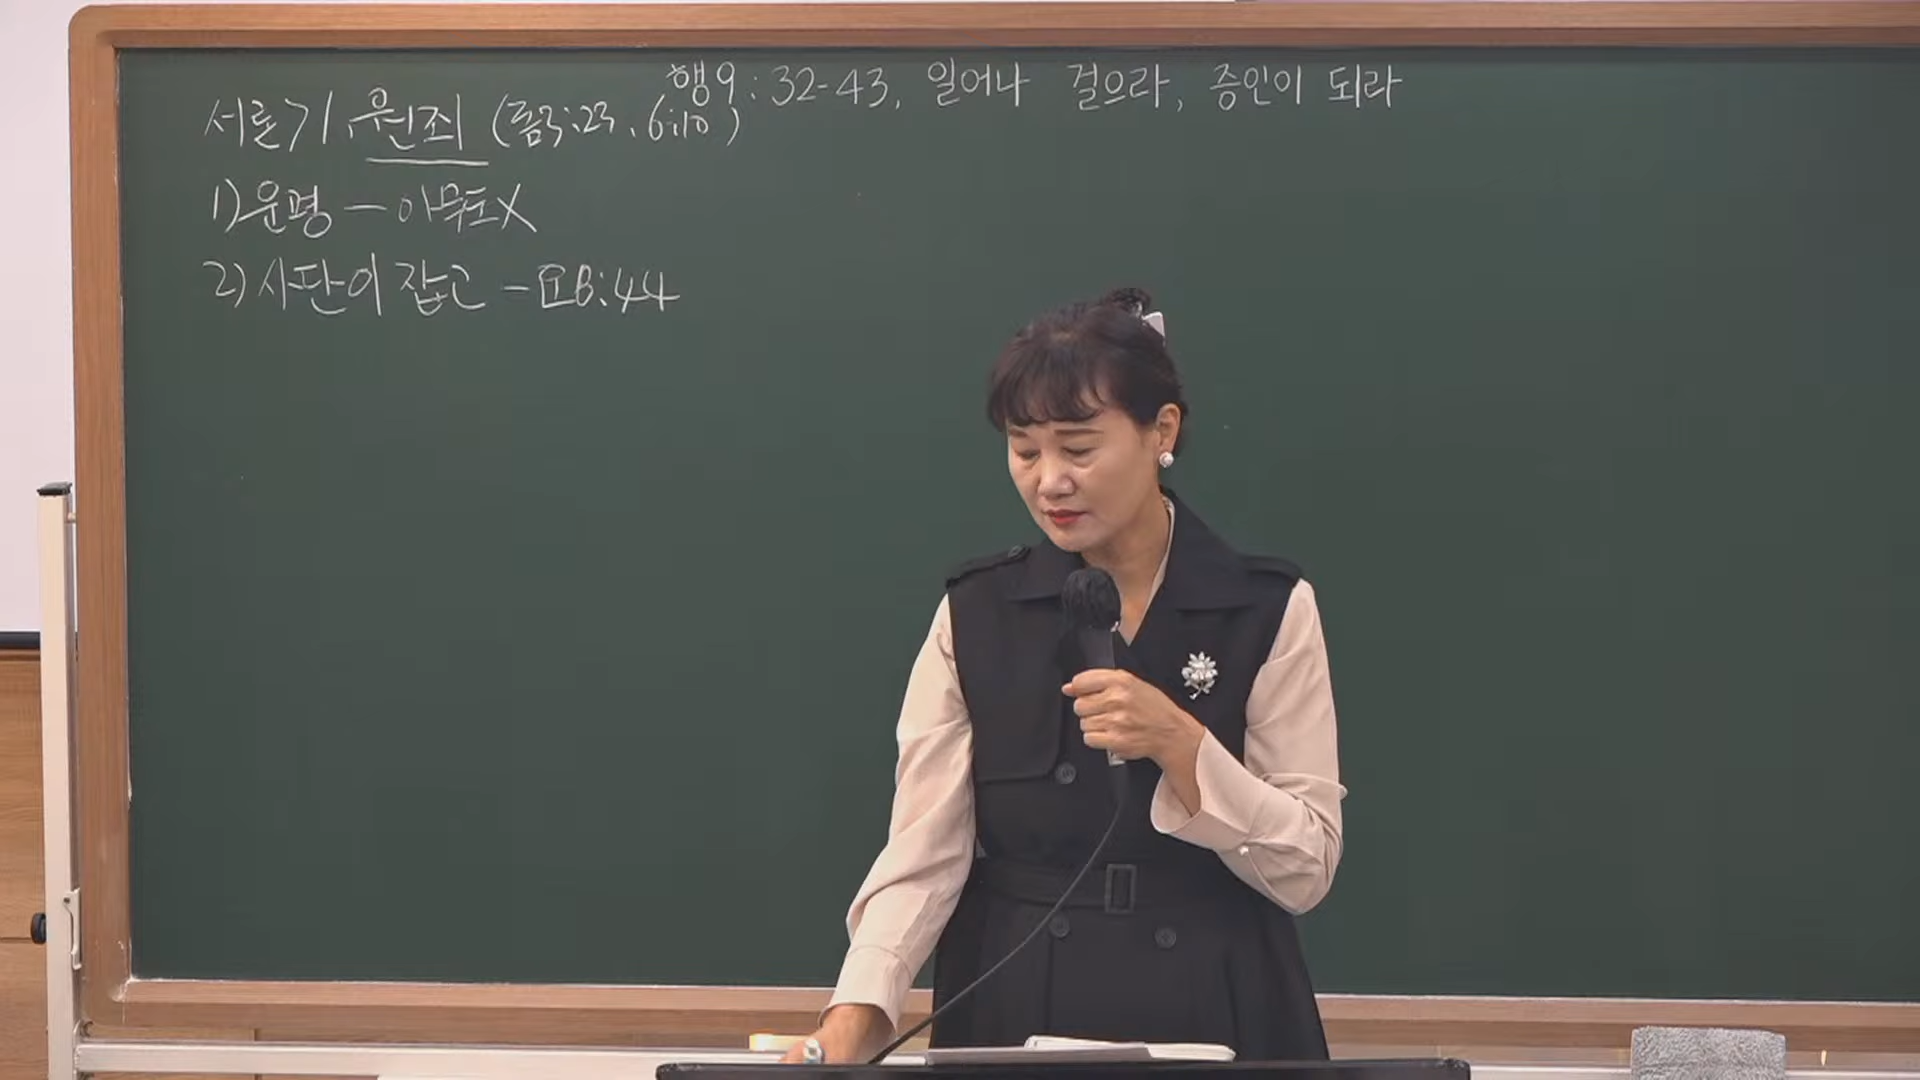 행9:32-43, 일어나 걸으라, 증인이 되라
서론>1. 원죄 (롬3:23, 6:10)
1)운명 - 아무도X
2)사단이 잡고 - 요8:44